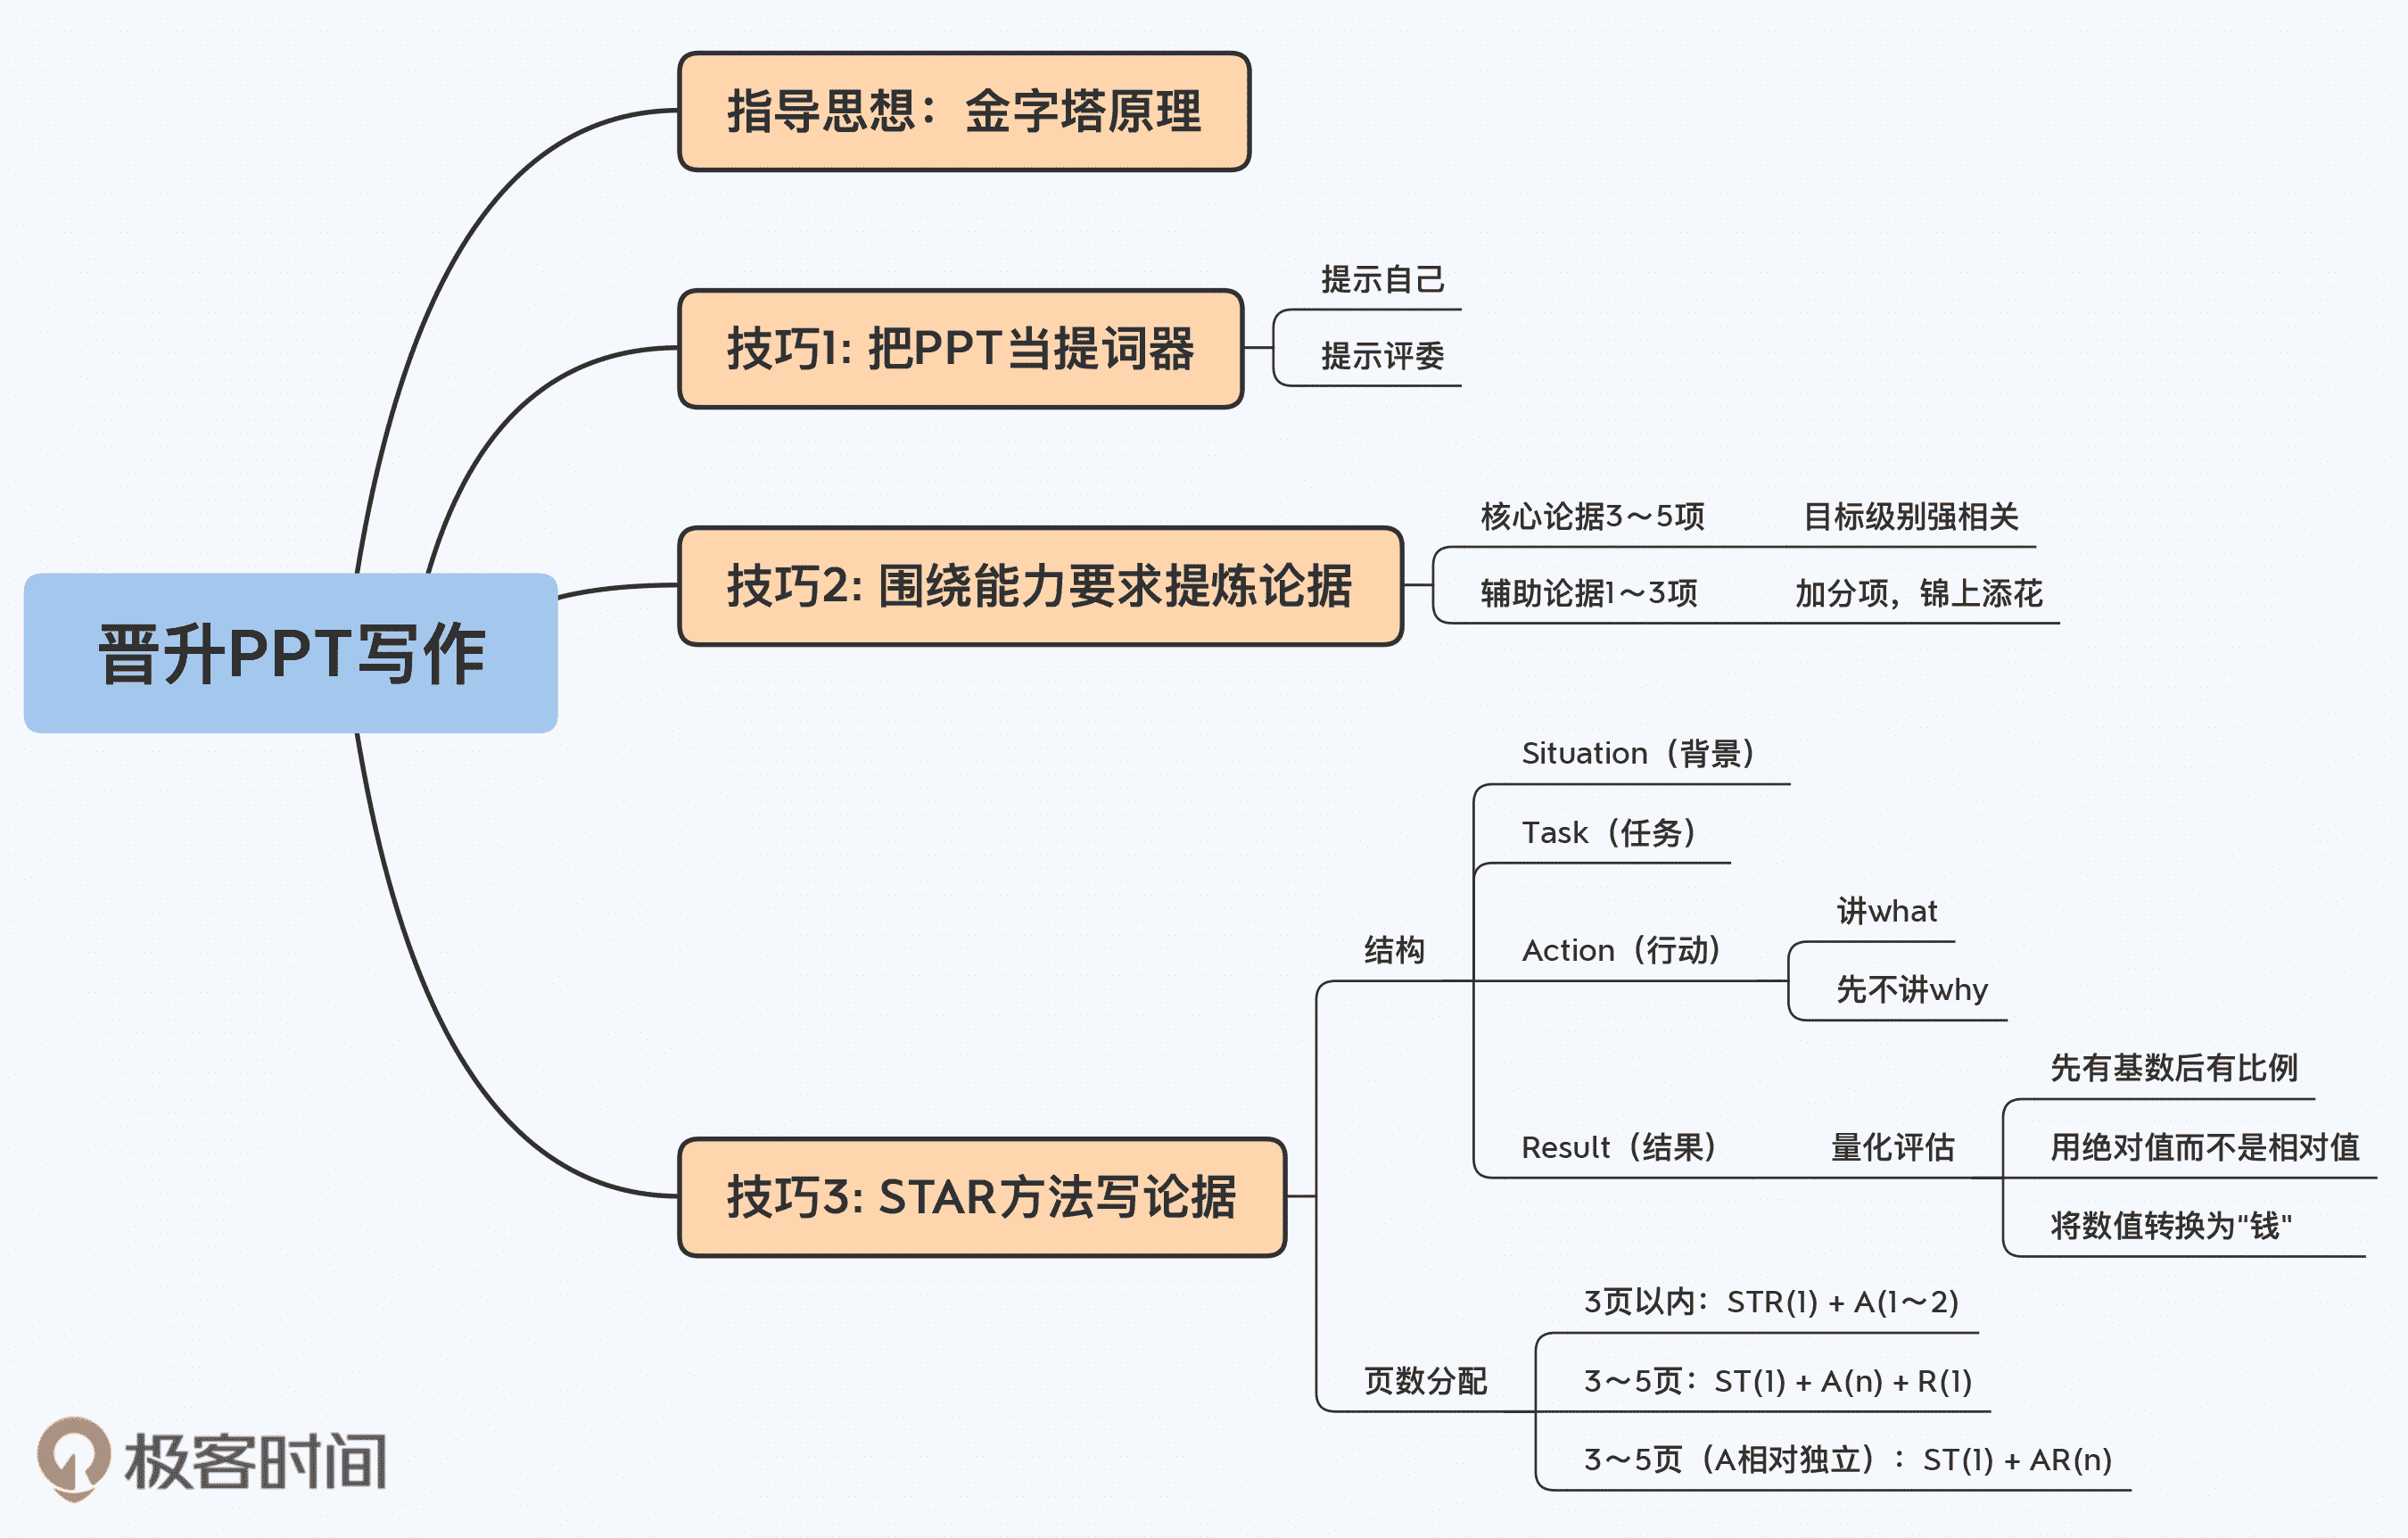 指导思想：金字塔原理
技巧1: 把PPT当提词器
提示自己
提示评委
技巧2: 围绕能力要求提炼论据
核心论据3～5项
目标级别强相关
辅助论据1～3项
加分项，锦上添花
晋升PPT写作
技巧3: STAR方法写论据
结构
Situation（背景）
Task（任务）
Action（行动）
讲what
先不讲why
Result（结果）
量化评估
先有基数后有比例
用绝对值而不是相对值
将数值转换为"钱"
页数分配
3页以内：STR(1) + A(1～2)
3～5页：ST(1) + A(n) + R(1)
3～5页（A相对独立）：ST(1) + AR(n)
极客时间